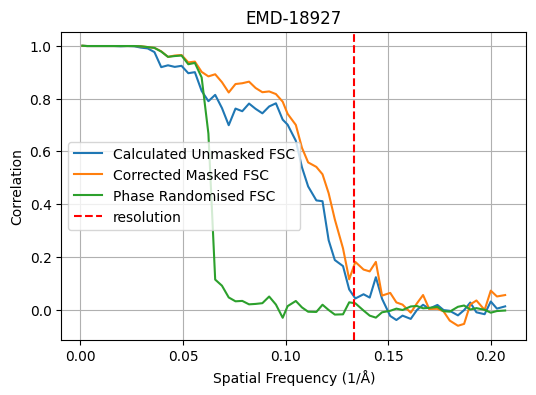 EMD-18927
1.0
0.8
0.6
0.4
0.2
0.0
Correlation
Calculated Unmasked FSC
Corrected Masked FSC
Phase Randomised FSC
resolution
0.00 0.05 0.10 0.15 0.20
Spatial Frequency (1/Å)